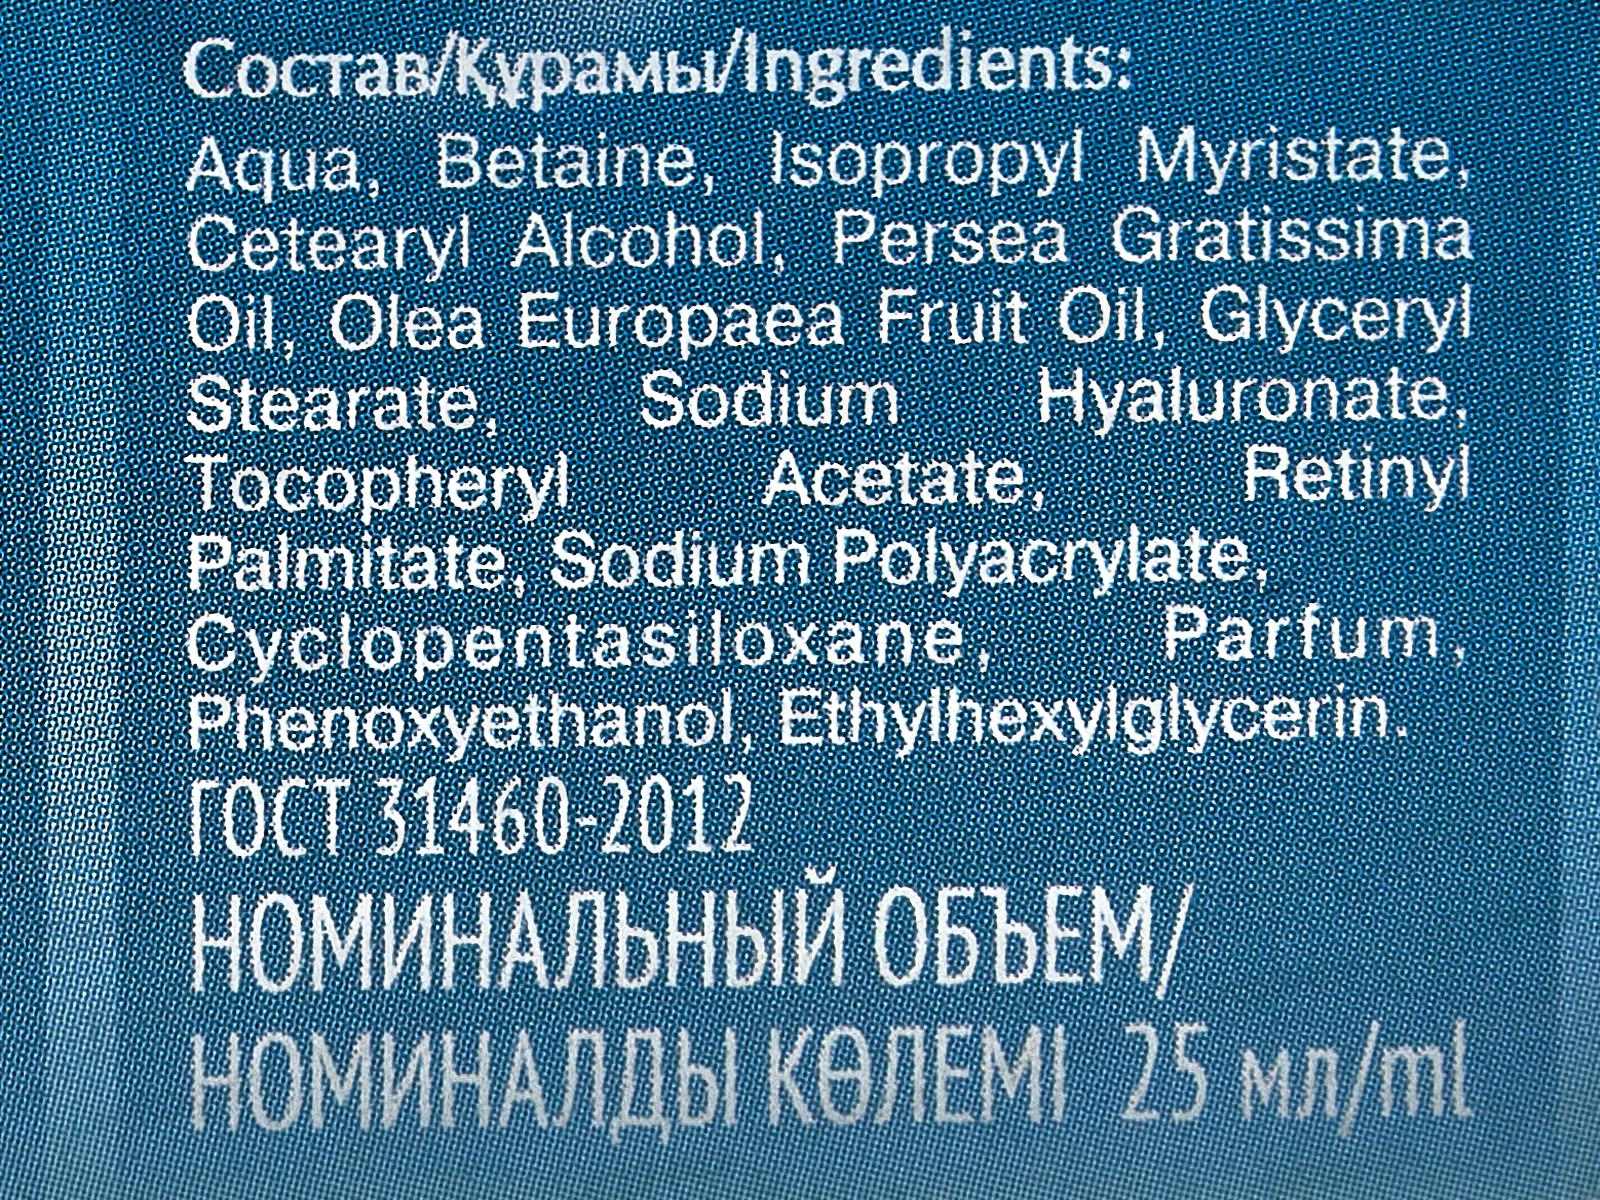 Состав/Құрамы/Ingredients:
Aqua, Betaine, Isopropyl Myristate,
Cetearyl Alcohol, Persea Gratissima
Oil, Olea Europaea Fruit Oil, Glyceryl
Stearate, Sodium Hyaluronate,
Tocopheryl Acetate, Retinyl
Palmitate, Sodium Polyacrylate,
Cyclopentasiloxane, Parfum,
Phenoxyethanol, Ethylhexylglycerin.
ГОСТ 31460-2012
НОМИНАЛЬНЫЙ ОБЪЕМ/
НОМИНАЛДЫ КӨЛЕМІ 25 мл/ml